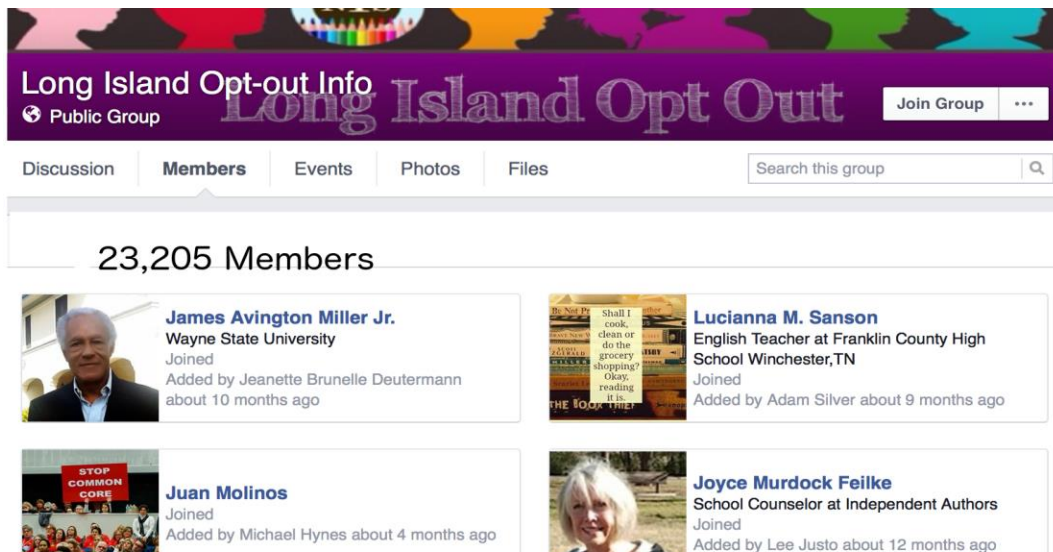 NYS
Long Island Opt Out
Long Island Opt-out Info
Public Group
Join Group
Discussion
Members
Events
Photos
Files
Search this group
23,205 Members
James Avington Miller Jr.
Wayne State University
Joined
Added by Jeanette Brunelle Deutermann
about 10 months ago
Shall I
cook,
clean or
do the
grocery
shopping?
Okay,
reading
it is.
THE BOOK THIEF
Lucianna M. Sanson
English Teacher at Franklin County High
School Winchester,TN
Joined
Added by Adam Silver about 9 months ago
STOP
COMMON
CORE
Juan Molinos
Joined
Added by Michael Hynes about 4 months ago
Joyce Murdock Feilke
School Counselor at Independent Authors
Joined
Added by Lee Justo about 12 months ago